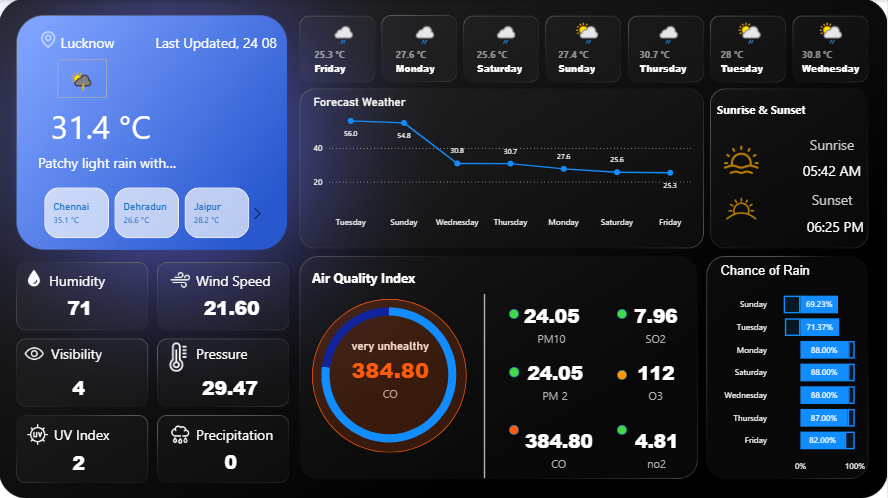 Lucknow
Last Updated, 24 08
31.4 °C
Patchy light rain with...
Chennai
35.1 °C
Dehradun
26.6 °C
Jaipur
28.2 °C
25.3 °C
Friday
27.6 °C
Monday
25.6 °C
Saturday
27.4 °C
Sunday
30.7 °C
Thursday
28 °C
Tuesday
30.8 °C
Wednesday
Forecast Weather
40
20
56.0
54.8
30.8
30.7
27.6
25.6
25.3
Tuesday
Sunday
Wednesday
Thursday
Monday
Saturday
Friday
Sunrise & Sunset
Sunrise
05:42 AM
Sunset
06:25 PM
Humidity
71
Wind Speed
21.60
Visibility
4
Pressure
29.47
UV
UV Index
2
Precipitation
0
Air Quality Index
very unhealthy
384.80
CO
24.05
PM10
7.96
SO2
24.05
PM 2
112
O3
384.80
CO
4.81
no2
Chance of Rain
Sunday
69.23%
Tuesday
71.37%
Monday
88.00%
Saturday
88.00%
Wednesday
88.00%
Thursday
87.00%
Friday
82.00%
0%
100%